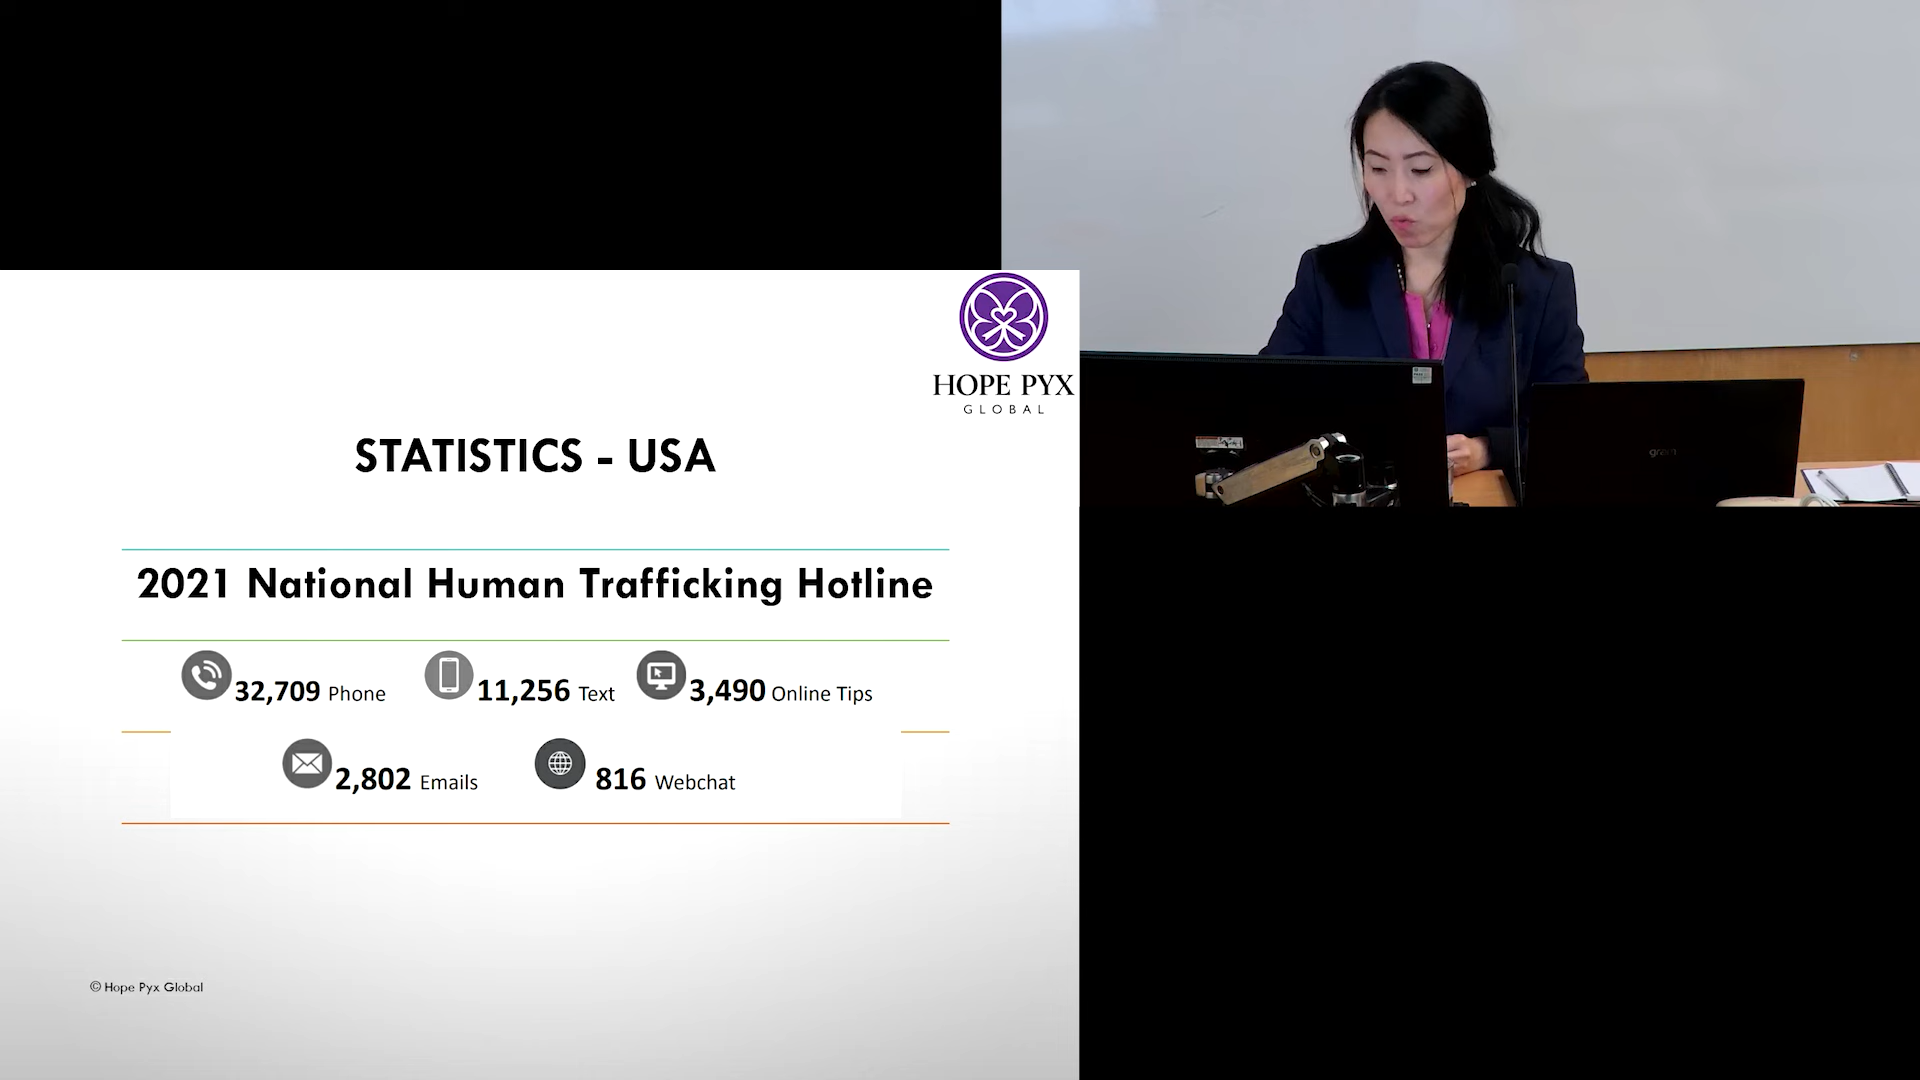 HOPE PYX
GLOBAL
STATISTICS - USA
2021 National Human Trafficking Hotline
32,709 Phone 11,256 Text 3,490 Online Tips
2,802 Emails 816 Webchat
© Hope Pyx Global
gram